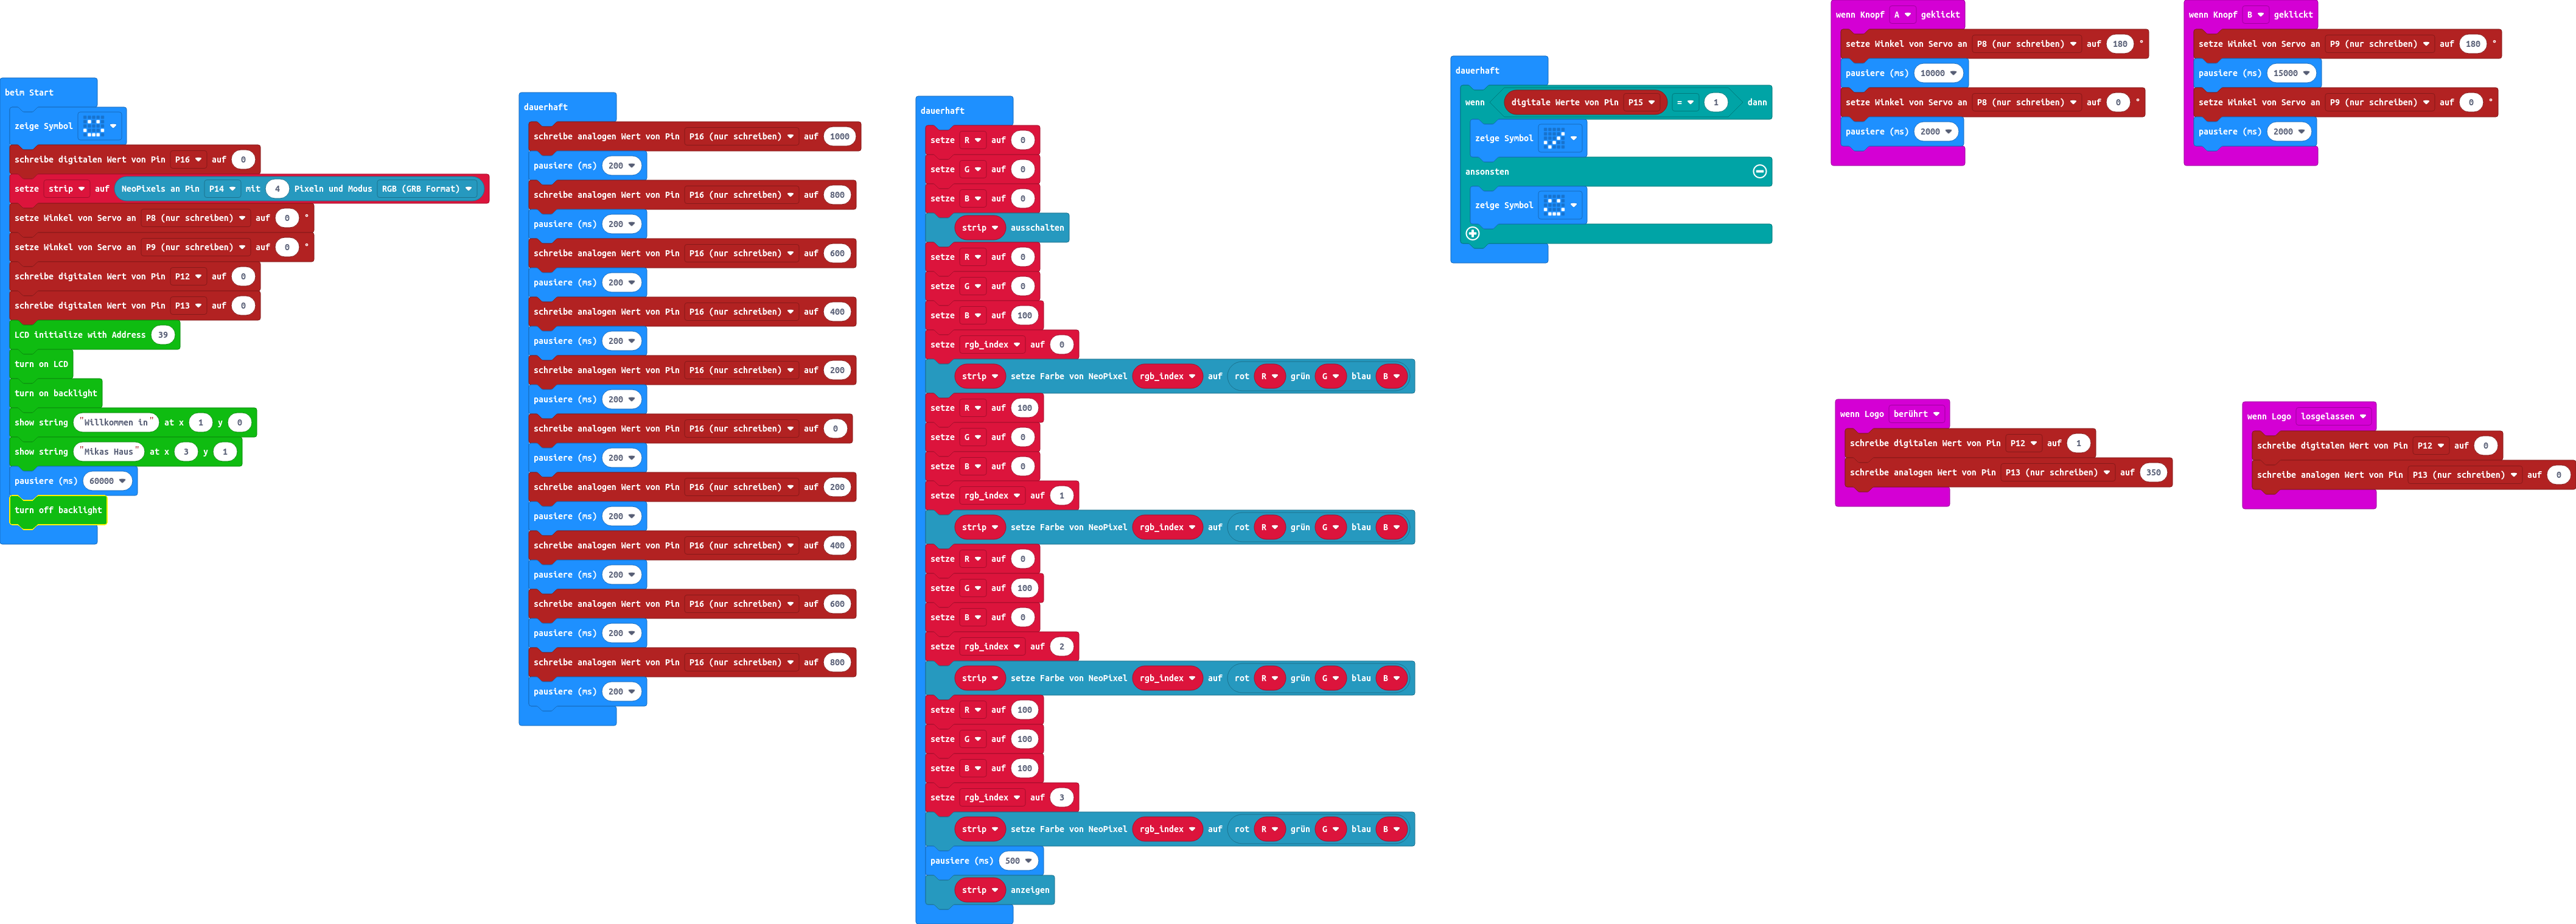 beim Start
zeige Symbol
schreibe digitalen Wert von Pin P16 auf 0
setze strip auf NeoPixels an Pin P14 mit 4 Pixeln und Modus RGB (GRB Format)
setze Winkel von Servo an P8 (nur schreiben) auf 0 °
setze Winkel von Servo an P9 (nur schreiben) auf 0 °
schreibe digitalen Wert von Pin P12 auf 0
schreibe digitalen Wert von Pin P13 auf 0
LCD initialize with Address 39
turn on LCD
turn on backlight
show string "Willkommen in" at x 1 y 0
show string "Mikas Haus" at x 3 y 1
pausiere (ms) 60000
turn off backlight
dauerhaft
schreibe analogen Wert von Pin P16 (nur schreiben) auf 1000
pausiere (ms) 200
schreibe analogen Wert von Pin P16 (nur schreiben) auf 800
pausiere (ms) 200
schreibe analogen Wert von Pin P16 (nur schreiben) auf 600
pausiere (ms) 200
schreibe analogen Wert von Pin P16 (nur schreiben) auf 400
pausiere (ms) 200
schreibe analogen Wert von Pin P16 (nur schreiben) auf 200
pausiere (ms) 200
schreibe analogen Wert von Pin P16 (nur schreiben) auf 0
pausiere (ms) 200
schreibe analogen Wert von Pin P16 (nur schreiben) auf 200
pausiere (ms) 200
schreibe analogen Wert von Pin P16 (nur schreiben) auf 400
pausiere (ms) 200
schreibe analogen Wert von Pin P16 (nur schreiben) auf 600
pausiere (ms) 200
schreibe analogen Wert von Pin P16 (nur schreiben) auf 800
pausiere (ms) 200
dauerhaft
setze R auf 0
setze G auf 0
setze B auf 0
strip ausschalten
setze R auf 0
setze G auf 0
setze B auf 100
setze rgb_index auf 0
strip setze Farbe von NeoPixel rgb_index auf rot R grün G blau B
setze R auf 100
setze G auf 0
setze B auf 0
setze rgb_index auf 1
strip setze Farbe von NeoPixel rgb_index auf rot R grün G blau B
setze R auf 0
setze G auf 100
setze B auf 0
setze rgb_index auf 2
strip setze Farbe von NeoPixel rgb_index auf rot R grün G blau B
setze R auf 100
setze G auf 100
setze B auf 100
setze rgb_index auf 3
strip setze Farbe von NeoPixel rgb_index auf rot R grün G blau B
pausiere (ms) 500
strip anzeigen
dauerhaft
wenn digitale Werte von Pin P15 = 1 dann
zeige Symbol
ansonsten
zeige Symbol
wenn Knopf A geklickt
setze Winkel von Servo an P8 (nur schreiben) auf 180 °
pausiere (ms) 10000
setze Winkel von Servo an P8 (nur schreiben) auf 0 °
pausiere (ms) 2000
wenn Knopf B geklickt
setze Winkel von Servo an P9 (nur schreiben) auf 180 °
pausiere (ms) 15000
setze Winkel von Servo an P9 (nur schreiben) auf 0 °
pausiere (ms) 2000
wenn Logo berührt
schreibe digitalen Wert von Pin P12 auf 1
schreibe analogen Wert von Pin P13 (nur schreiben) auf 350
wenn Logo losgelassen
schreibe digitalen Wert von Pin P12 auf 0
schreibe analogen Wert von Pin P13 (nur schreiben) auf 0